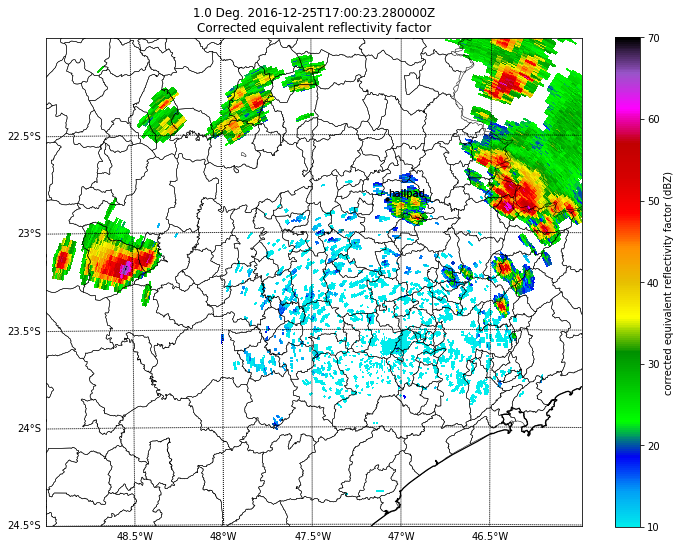 1.0 Deg. 2016-12-25T17:00:23.280000Z
Corrected equivalent reflectivity factor
22.5°S
23°S
23.5°S
24°S
24.5°S
48.5°W
48°W
47.5°W
47°W
46.5°W
70
60
50
40
30
20
10
corrected equivalent reflectivity factor (dBZ)